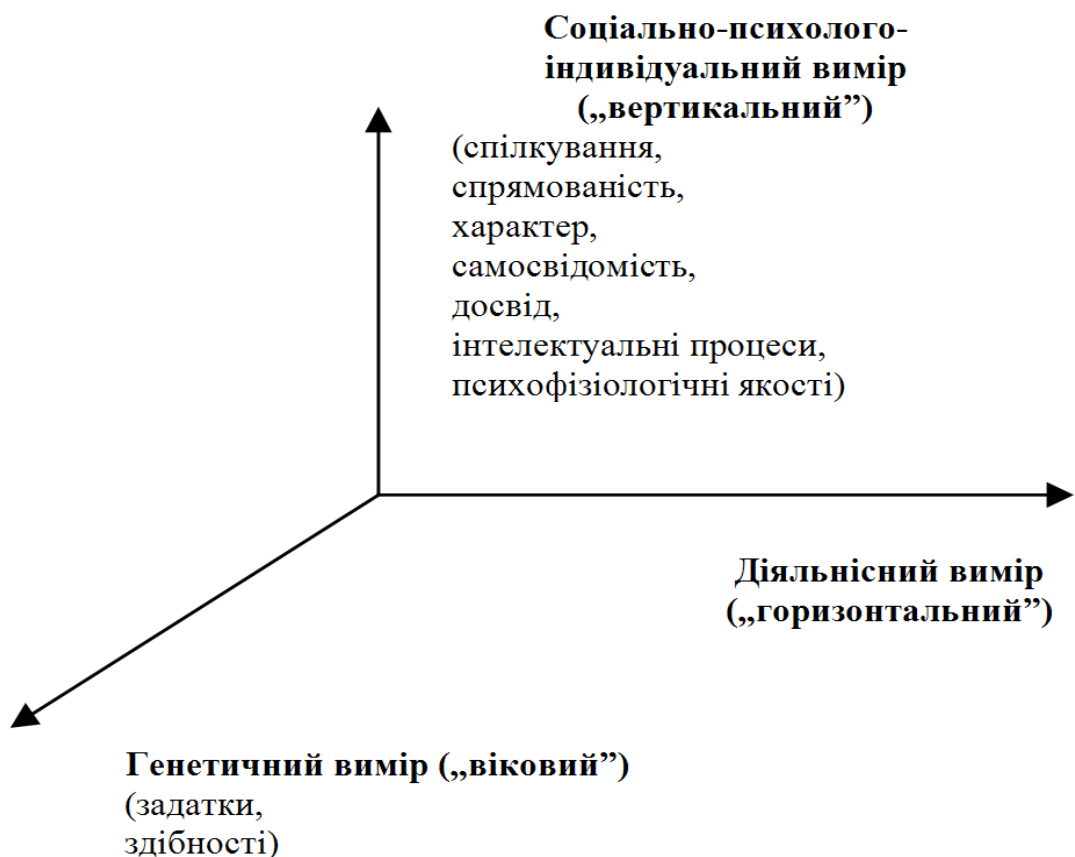 Соціально-психолого-
індивідуальний вимір
(„вертикальний”)
(спілкування,
спрямованість,
характер,
самосвідомість,
досвід,
інтелектуальні процеси,
психофізіологічні якості)
Діяльнісний вимір
(„горизонтальний”)
Генетичний вимір („віковий”)
(задатки,
здібності)